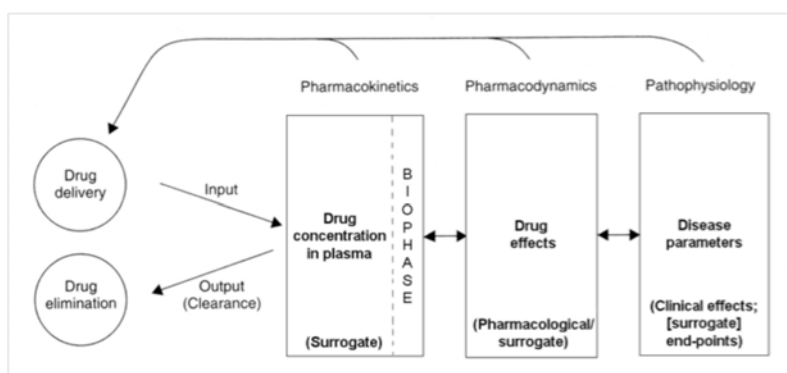 Pharmacokinetics
Pharmacodynamics
Pathophysiology
Drug
delivery
Input
Drug
elimination
Output
(Clearance)
Drug
concentration
in plasma
(Surrogate)
BIOPHASE
Drug
effects
(Pharmacological/
surrogate)
Disease
parameters
(Clinical effects;
[surrogate]
end-points)